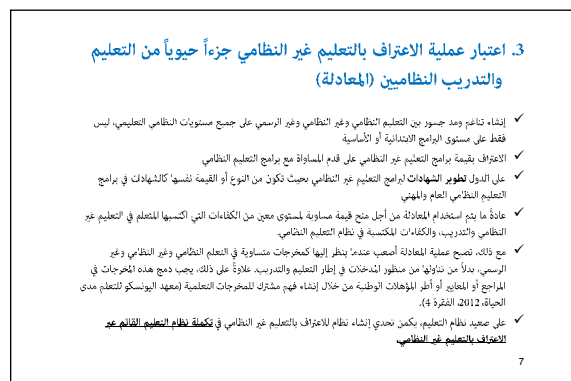 3. اعتبار عملية الاعتراف بالتعليم غير النظامي جزءاً حيوياً من التعليم
والتدريب النظاميين (المعادلة)
✓ إنشاء تناغم ومد جسور بين التعليم النظامي وغير النظامي وغير الرسمي على جميع مستويات النظامي التعليمي، ليس
فقط على مستوى البرامج الابتدائية أو الأساسية
✓ الاعتراف بقيمة برامج التعليم غير النظامي على قدم المساواة مع برامج التعليم النظامي
✓ على الدول تطوير الشهادات لبرامج التعليم غير النظامي بحيث تكون من النوع أو القيمة نفسها كالشهادات في برامج
التعليم النظامي العام والمهني
✓ عادةً ما يتم استخدام المعادلة من أجل منح قيمة مساوية لمستوى معين من الكفاءات التي اكتسبها المتعلم في التعليم غير
النظامي والتدريب، والكفاءات المكتسبة في نظام التعليم النظامي.
✓ مع ذلك، تصبح عملية المعادلة أصعب عندما ينظر إليها كمخرجات متساوية في التعلم النظامي وغير النظامي وغير
الرسمي، بدلاً من تناولها من منظور المدخلات في إطار التعليم والتدريب. علاوةً على ذلك، يجب دمج هذه المخرجات في
المراجع أو المعايير أو أطر المؤهلات الوطنية من خلال إنشاء فهم مشترك للمخرجات التعلمية (معهد اليونسكو للتعلم مدى
الحياة، 2012، الفقرة 4).
✓ على صعيد نظام التعليم، يكمن تحدي إنشاء نظام للاعتراف بالتعليم غير النظامي في تكملة نظام التعليم القائم عبر
الاعتراف بالتعليم غير النظامي.
7